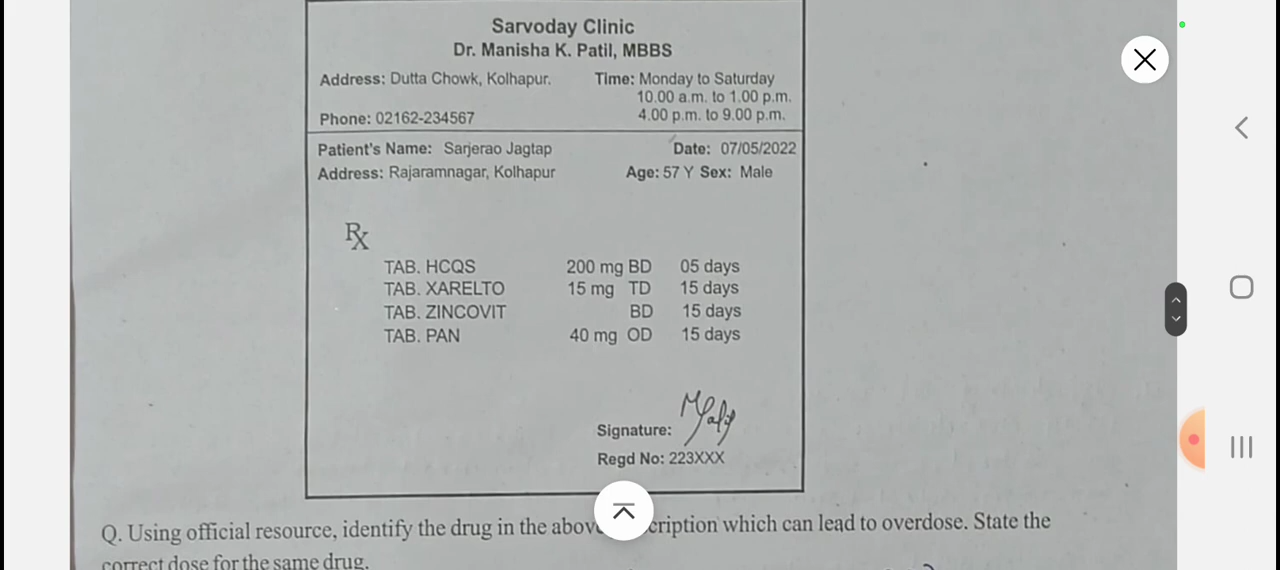 Sarvoday Clinic
Dr. Manisha K. Patil, MBBS
Address: Dutta Chowk, Kolhapur. Time: Monday to Saturday
10.00 a.m. to 1.00 p.m.
Phone: 02162-234567 4.00 p.m. to 9.00 p.m.
Patient's Name: Sarjerao Jagtap Date: 07/05/2022
Address: Rajaramnagar, Kolhapur Age: 57 Y Sex: Male
Rx
TAB. HCQS 200 mg BD 05 days
TAB. XARELTO 15 mg TD 15 days
TAB. ZINCOVIT BD 15 days
TAB. PAN 40 mg OD 15 days
Signature:
Regd No: 223XXX
Q. Using official resource, identify the drug in the above cription which can lead to overdose. State the
correct dose for the same drug.